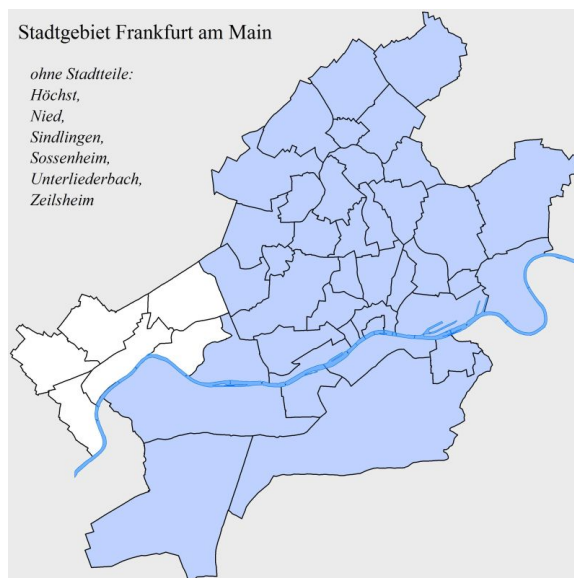 Stadtgebiet Frankfurt am Main
ohne Stadtteile:
Höchst,
Nied,
Sindlingen,
Sossenheim,
Unterliederbach,
Zeilsheim